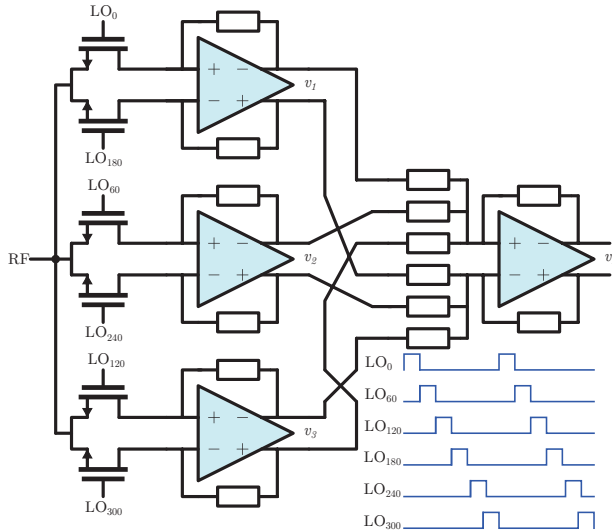 LO0
+ −
v1
− +
LO180
LO60
+ −
RF
v2
− +
+ −
v
− +
LO240
LO120
LO0
LO60
+ −
LO120
v3
− +
LO180
LO240
LO300
LO300